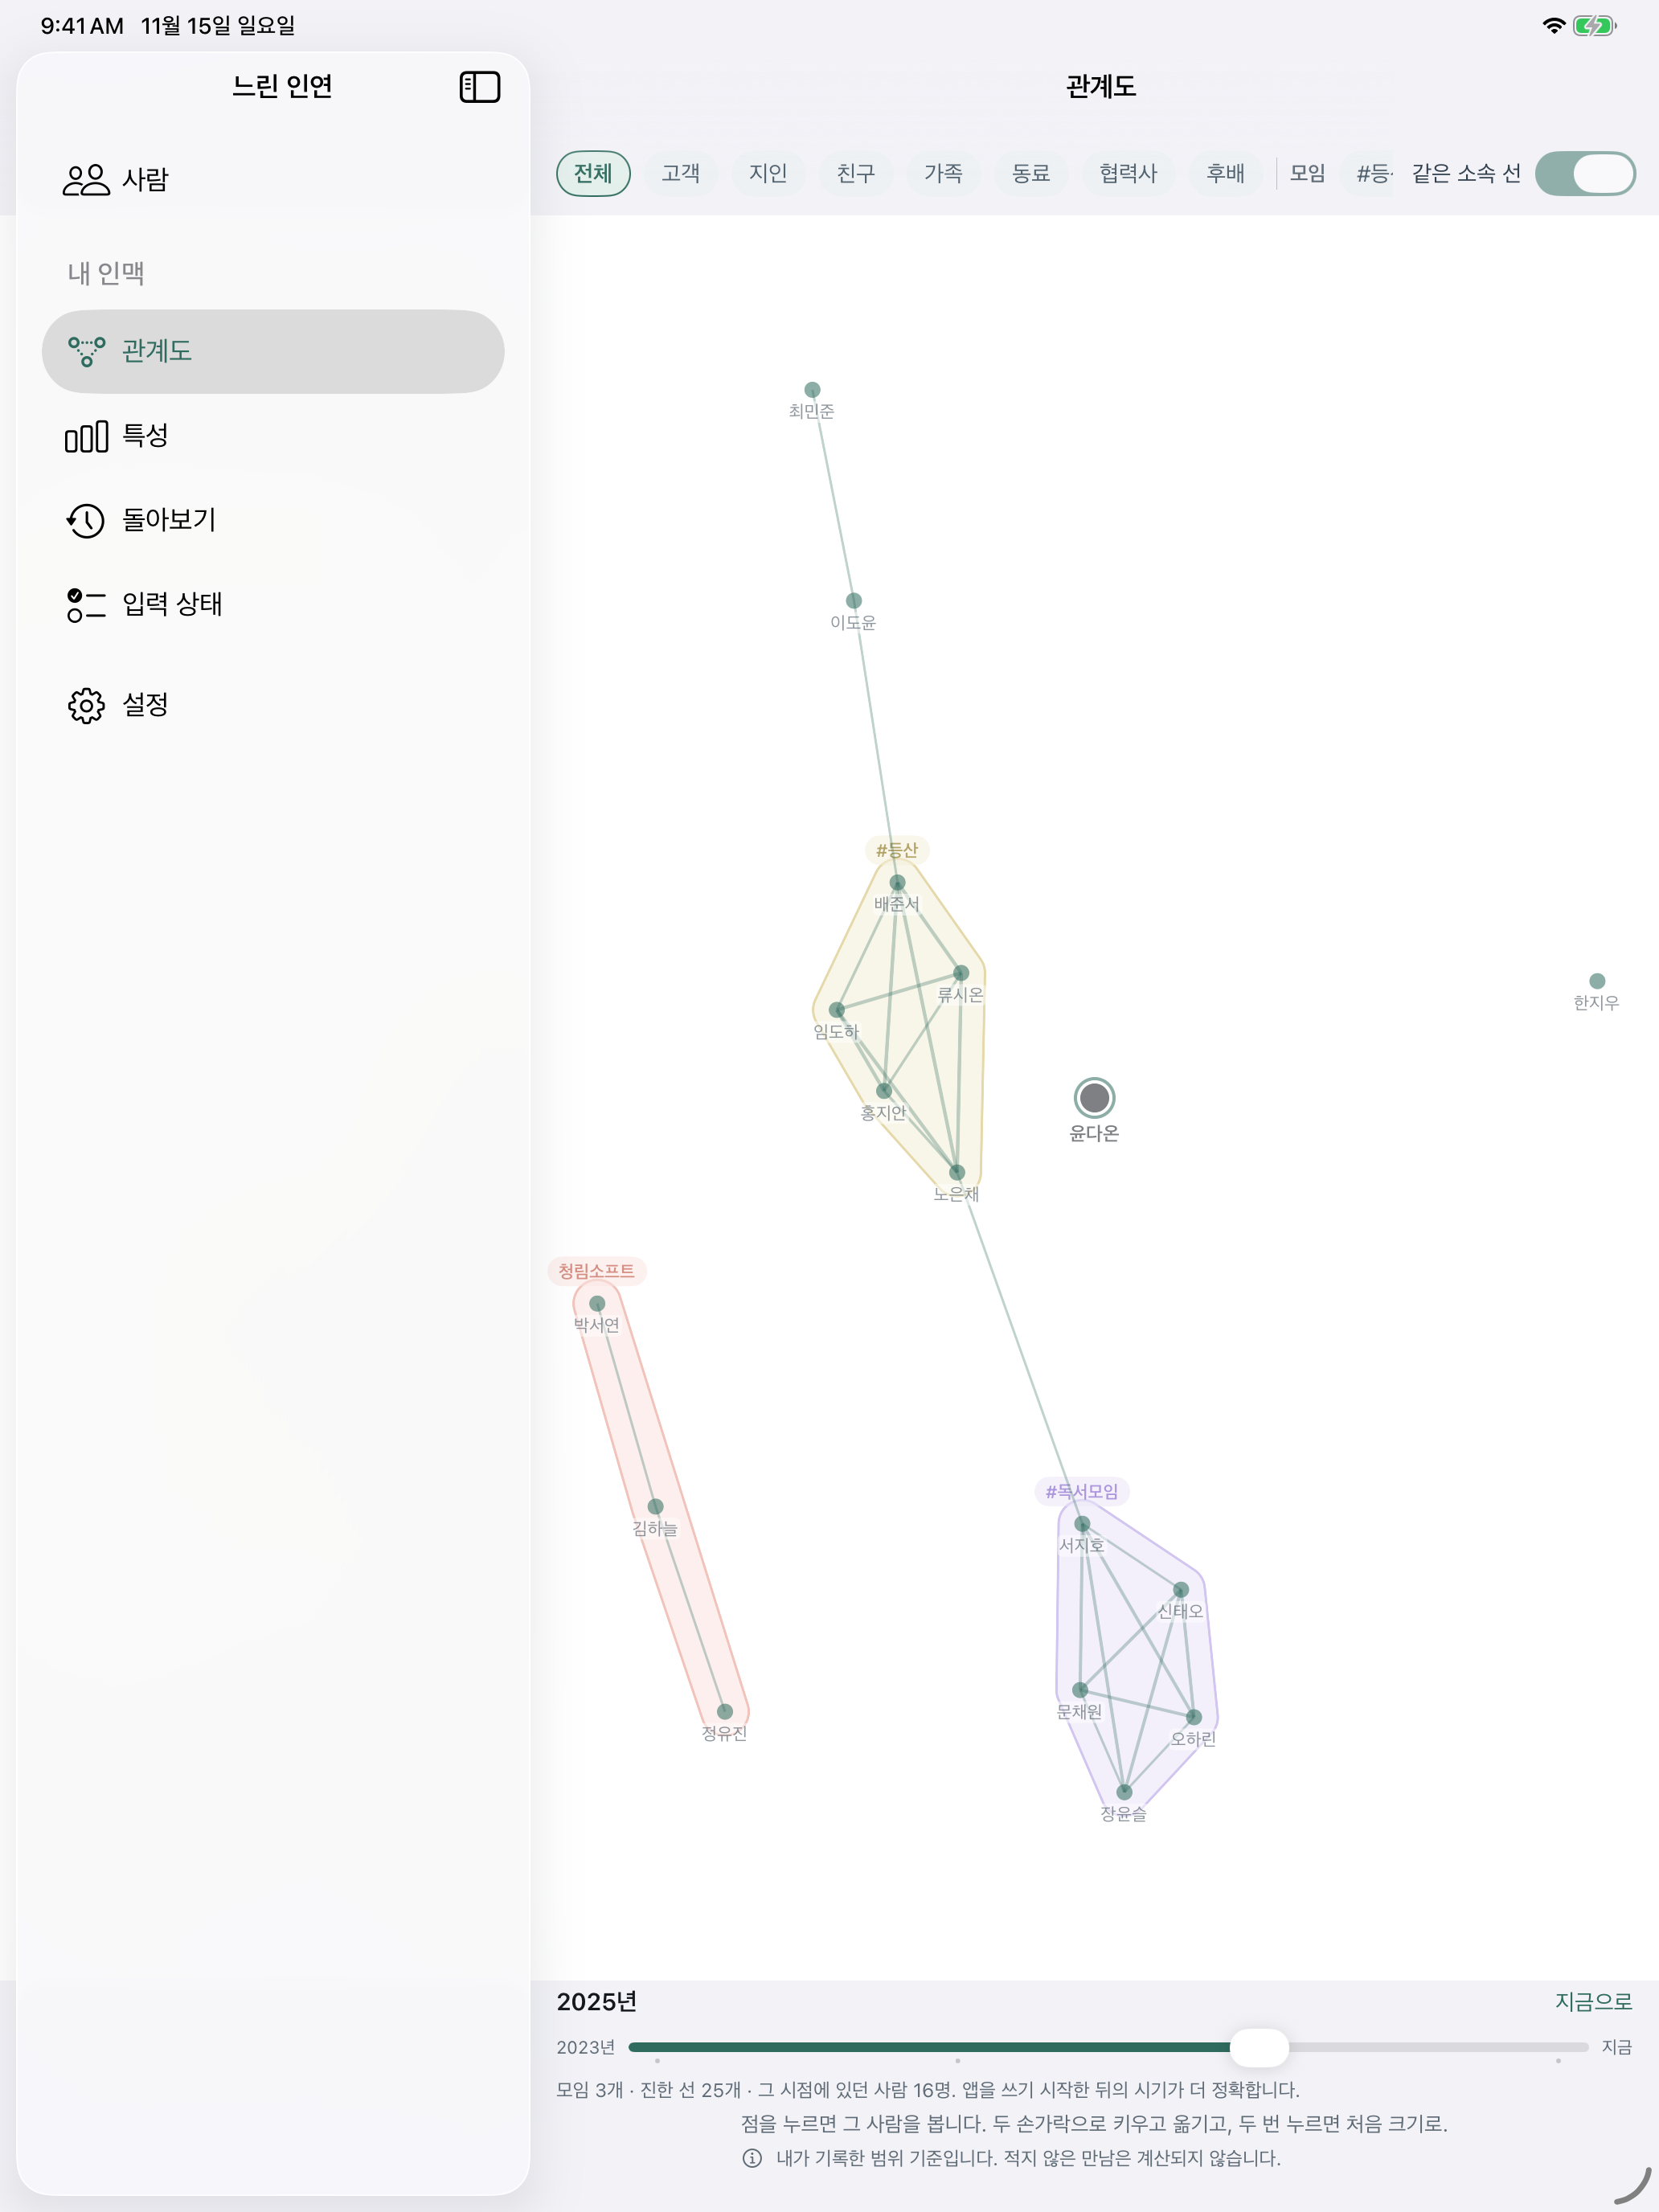 9:41 AM 11월 15일 일요일
느린 인연
사람
내 인맥
관계도
특성
돌아보기
입력 상태
설정
관계도
전체 고객 지인 친구 가족 동료 협력사 후배 모임 #등 같은 소속 선
최민준
이도윤
#등산
배준서
류시온
한지우
임도하
홍지안
윤다온
노은채
청림소프트
박서연
#독서모임
김하늘
서지호
신태오
문채원
정유진
오하린
장윤슬
2025년 지금으로
2023년 지금
모임 3개 · 진한 선 25개 · 그 시점에 있던 사람 16명. 앱을 쓰기 시작한 뒤의 시기가 더 정확합니다.
점을 누르면 그 사람을 봅니다. 두 손가락으로 키우고 옮기고, 두 번 누르면 처음 크기로.
내가 기록한 범위 기준입니다. 적지 않은 만남은 계산되지 않습니다.